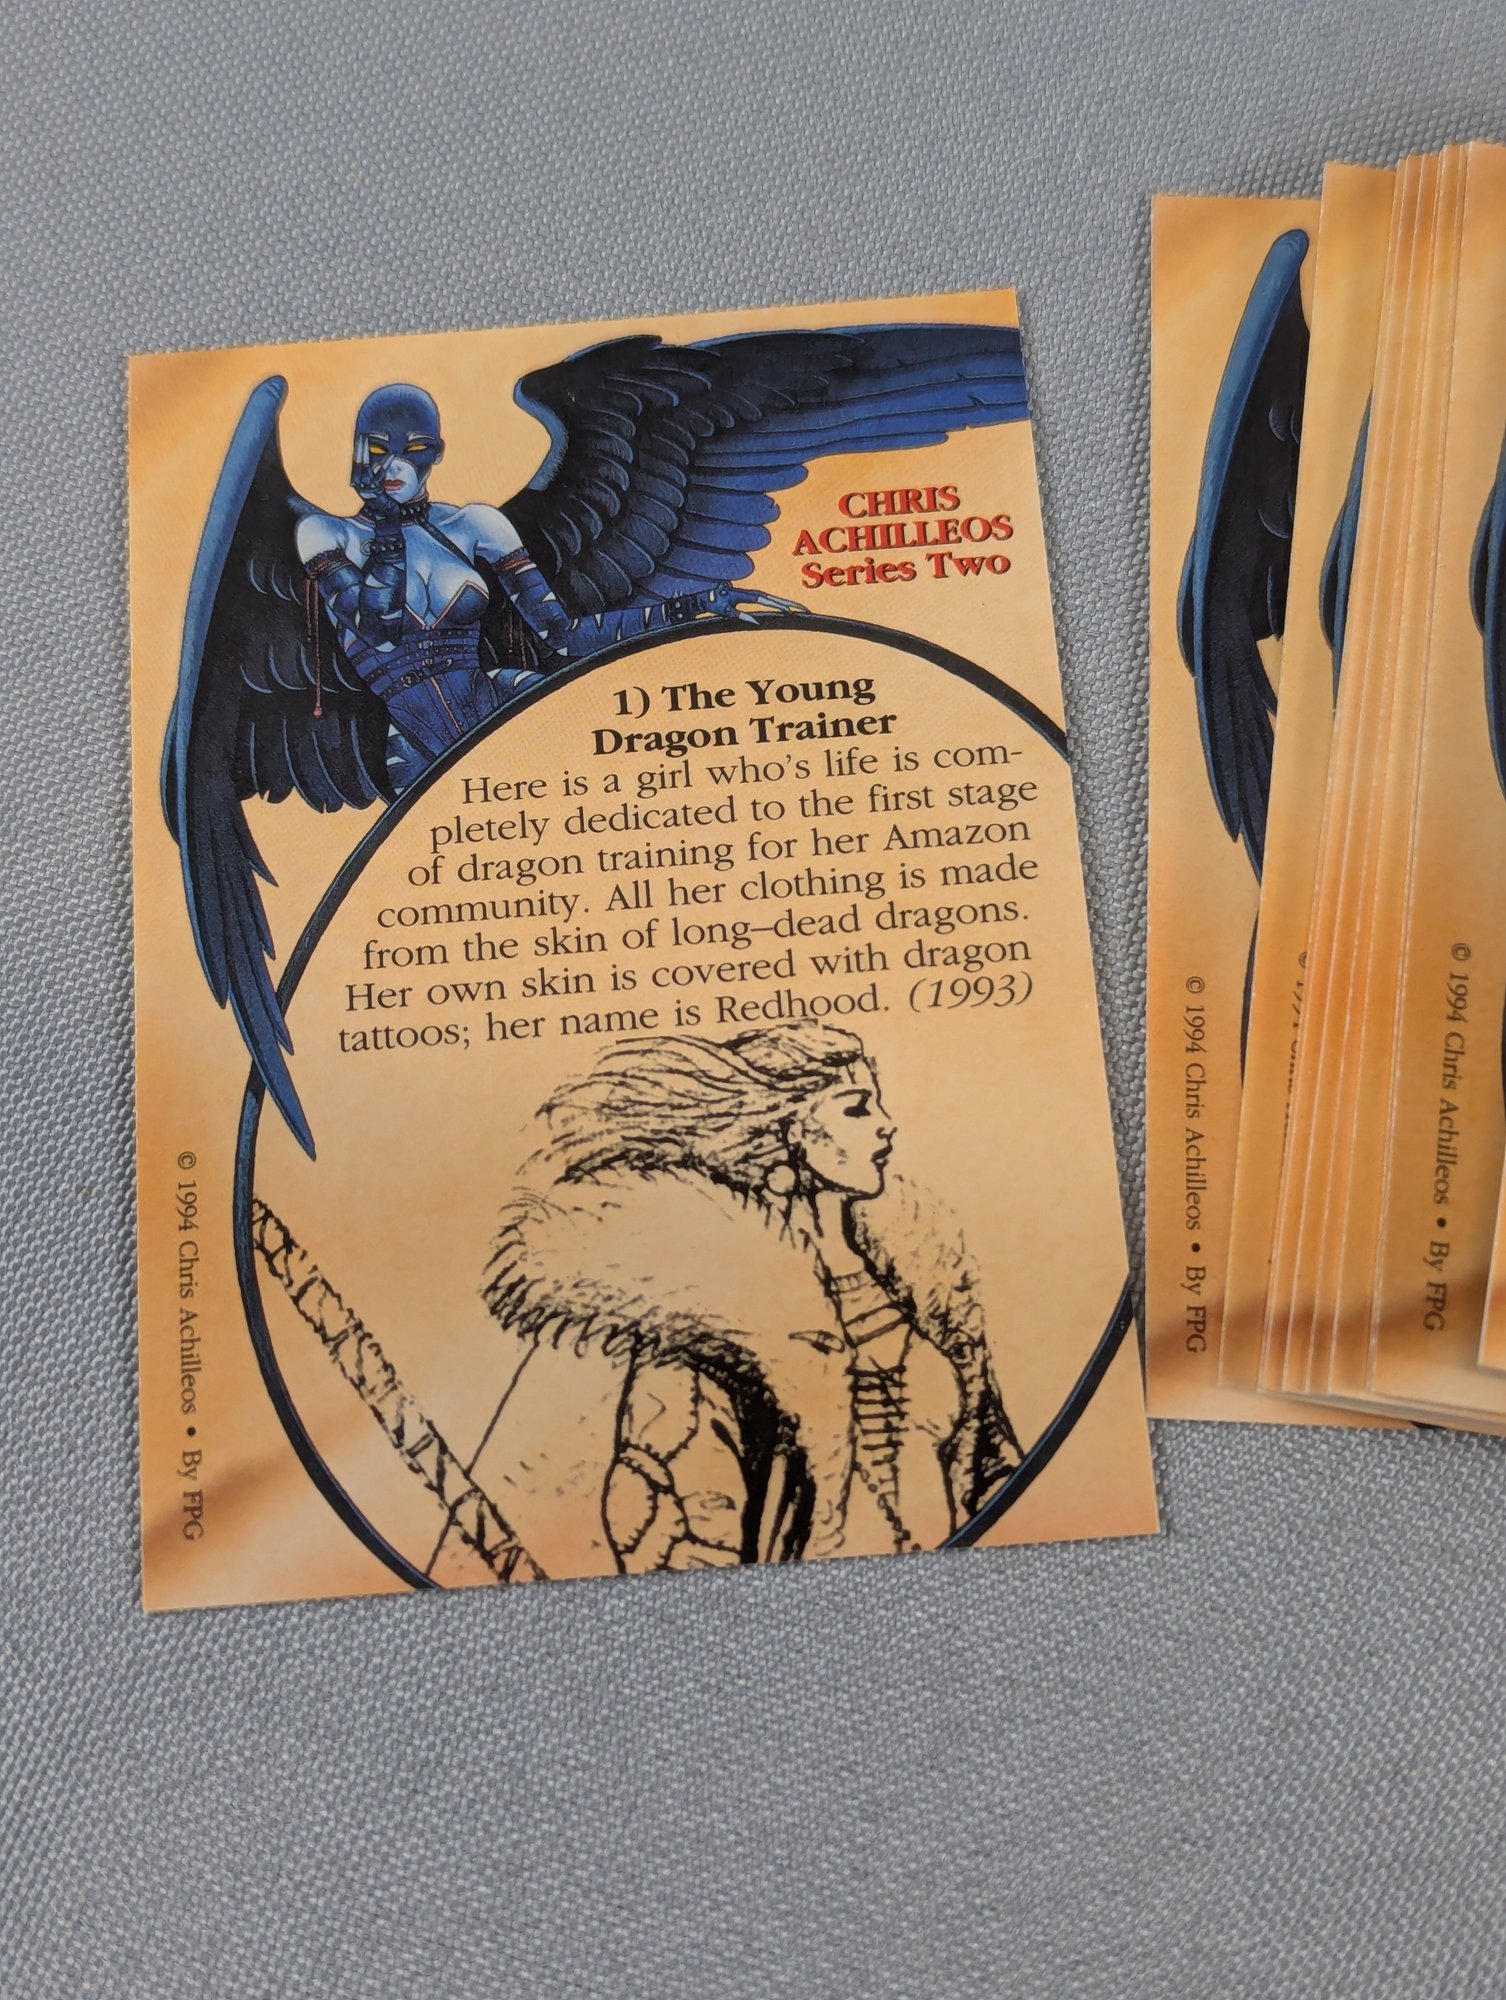 CHRIS
ACHILLEOS
Series Two
1) The Young
Dragon Trainer
Here is a girl who's life is com-
pletely dedicated to the first stage
of dragon training for her Amazon
community. All her clothing is made
from the skin of long–dead dragons.
Her own skin is covered with dragon
tattoos; her name is Redhood. (1993)
© 1994 Chris Achilleos • By FPG
© 1994 Chris Achilleos • By FPG
© 1994 Chris Achilleos • By FPG